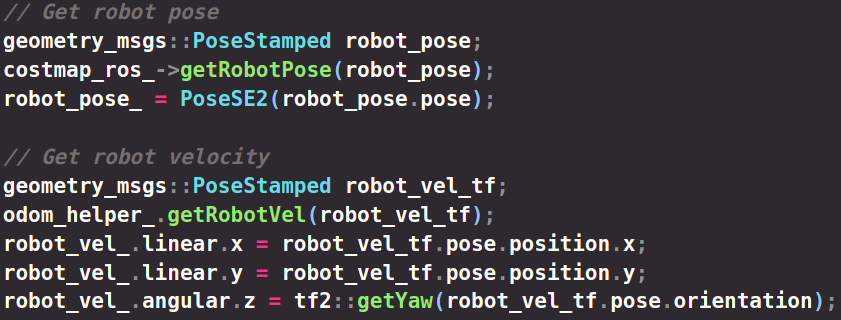 // Get robot pose
geometry_msgs::PoseStamped robot_pose;
costmap_ros_->getRobotPose(robot_pose);
robot_pose_ = PoseSE2(robot_pose.pose);

// Get robot velocity
geometry_msgs::PoseStamped robot_vel_tf;
odom_helper_.getRobotVel(robot_vel_tf);
robot_vel_.linear.x = robot_vel_tf.pose.position.x;
robot_vel_.linear.y = robot_vel_tf.pose.position.y;
robot_vel_.angular.z = tf2::getYaw(robot_vel_tf.pose.orientation);